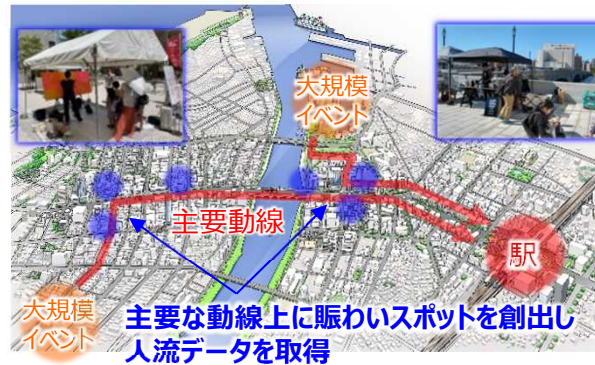 大規模
イベント
主要動線
駅
大規模
イベント
主要な動線上に賑わいスポットを創出し
人流データを取得